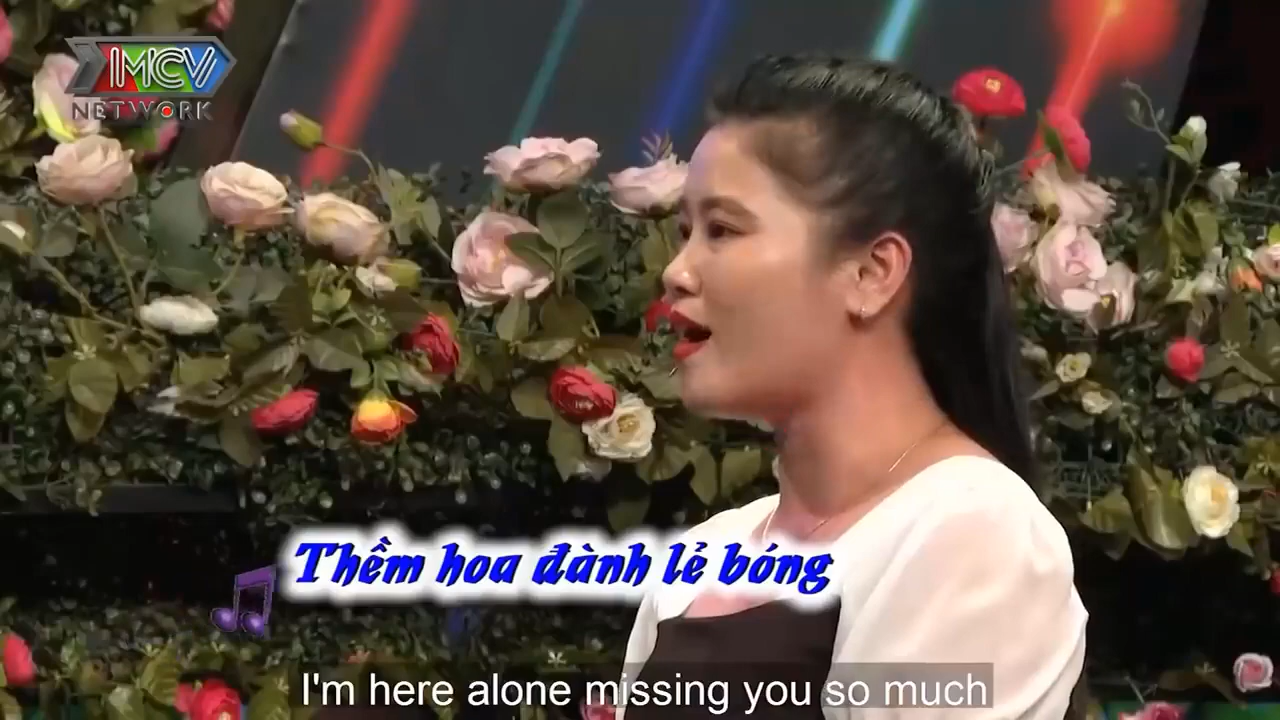 MCV
NETWORK
Thềm hoa đành lẻ bóng
I'm here alone missing you so much